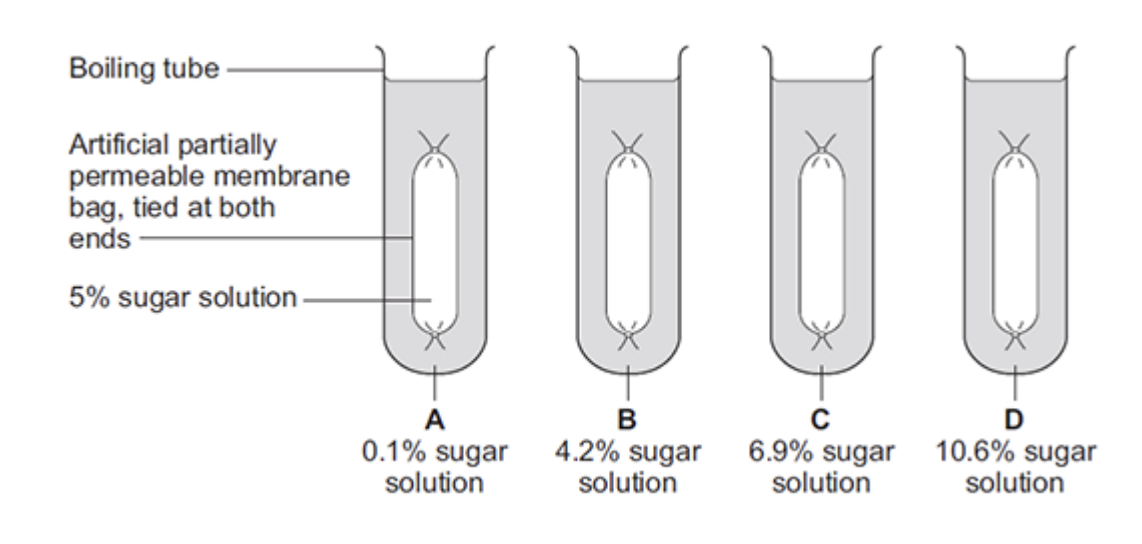 Boiling tube
Artificial partially
permeable membrane
bag, tied at both
ends
5% sugar solution
A
0.1% sugar
solution
B
4.2% sugar
solution
C
6.9% sugar
solution
D
10.6% sugar
solution